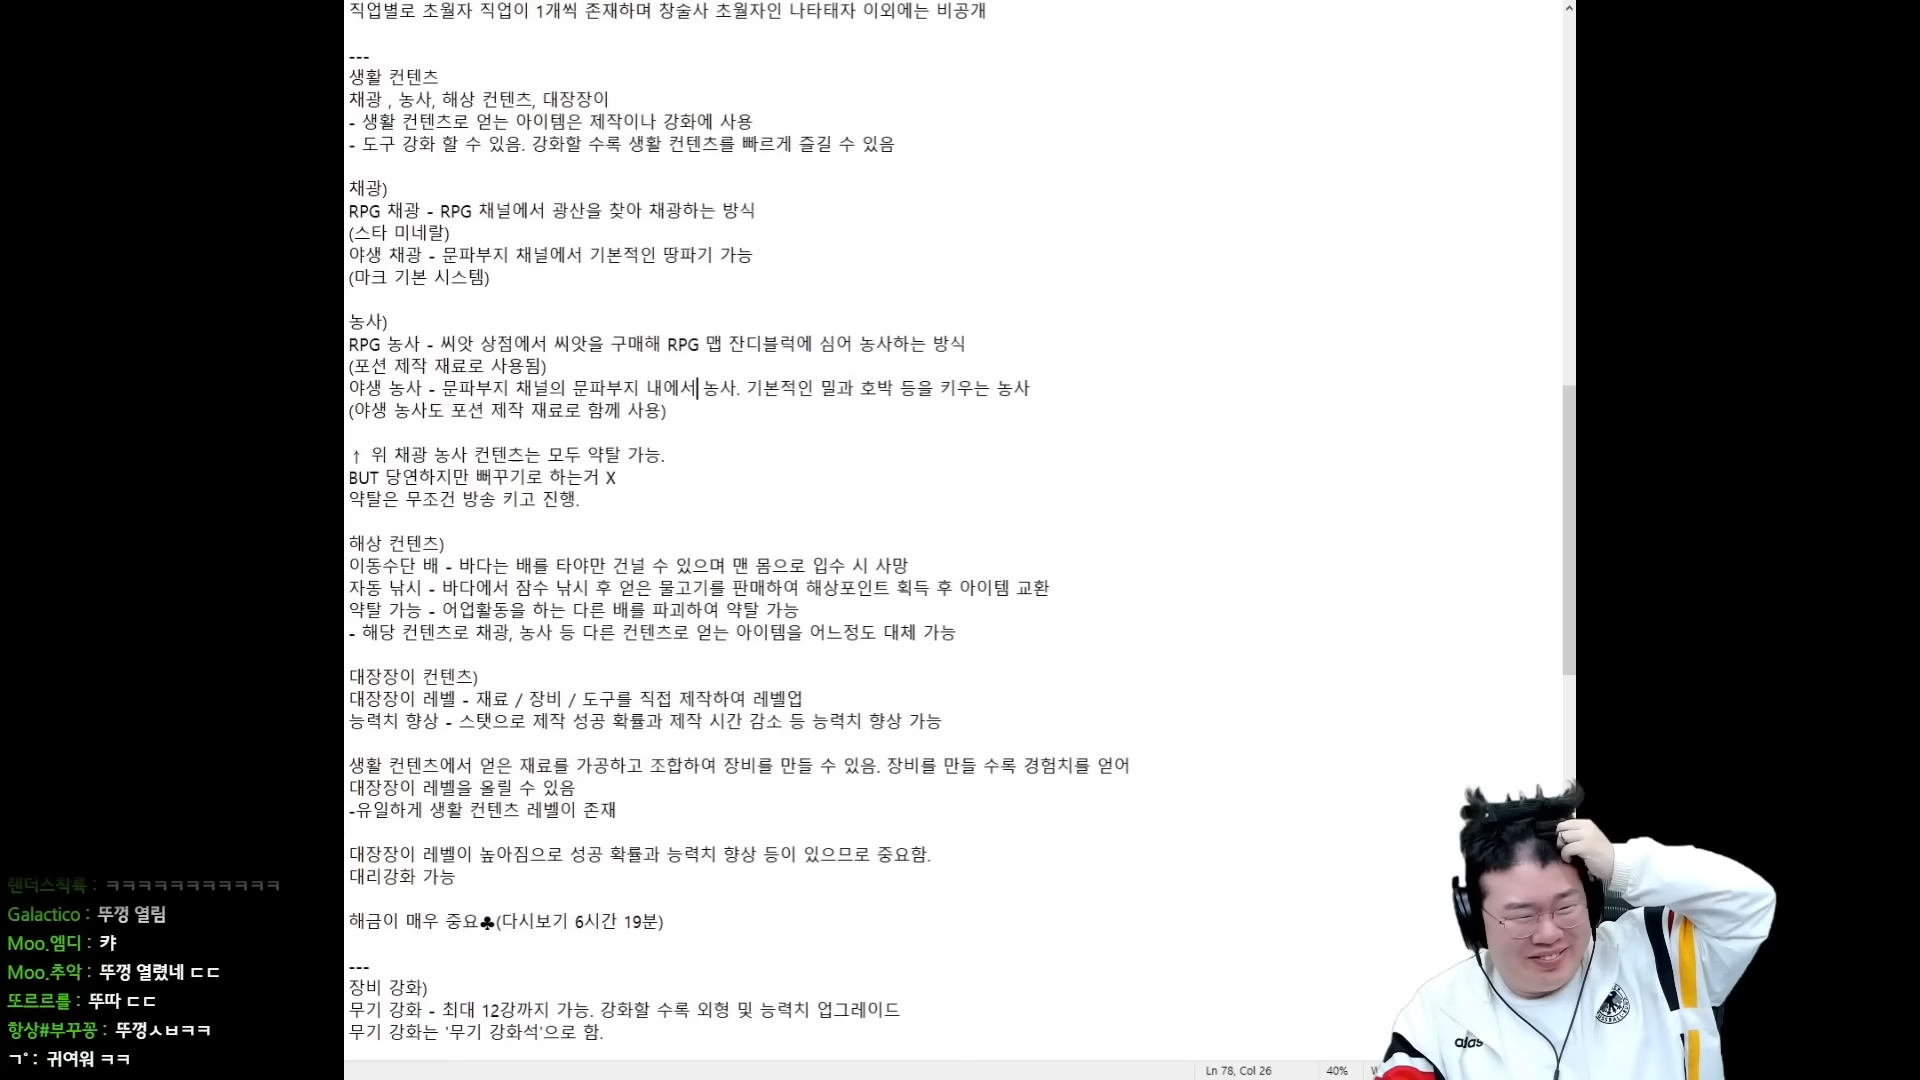 직업별로 초월자 직업이 1개씩 존재하며 창술사 초월자인 나타태자 이외에는 비공개
---
생활 컨텐츠
채광 , 농사, 해상 컨텐츠, 대장장이
- 생활 컨텐츠로 얻는 아이템은 제작이나 강화에 사용
- 도구 강화 할 수 있음. 강화할 수록 생활 컨텐츠를 빠르게 즐길 수 있음
채광)
RPG 채광 - RPG 채널에서 광산을 찾아 채광하는 방식
(스타 미네랄)
야생 채광 - 문파부지 채널에서 기본적인 땅파기 가능
(마크 기본 시스템)
농사)
RPG 농사 - 씨앗 상점에서 씨앗을 구매해 RPG 맵 잔디블럭에 심어 농사하는 방식
(포션 제작 재료로 사용됨)
야생 농사 - 문파부지 채널의 문파부지 내에서 농사. 기본적인 밀과 호박 등을 키우는 농사
(야생 농사도 포션 제작 재료로 함께 사용)
↑ 위 채광 농사 컨텐츠는 모두 약탈 가능.
BUT 당연하지만 뻐꾸기로 하는거 X
약탈은 무조건 방송 키고 진행.
해상 컨텐츠)
이동수단 배 - 바다는 배를 타야만 건널 수 있으며 맨 몸으로 입수 시 사망
자동 낚시 - 바다에서 잠수 낚시 후 얻은 물고기를 판매하여 해상포인트 획득 후 아이템 교환
약탈 가능 - 어업활동을 하는 다른 배를 파괴하여 약탈 가능
- 해당 컨텐츠로 채광, 농사 등 다른 컨텐츠로 얻는 아이템을 어느정도 대체 가능
대장장이 컨텐츠)
대장장이 레벨 - 재료 / 장비 / 도구를 직접 제작하여 레벨업
능력치 향상 - 스탯으로 제작 성공 확률과 제작 시간 감소 등 능력치 향상 가능
생활 컨텐츠에서 얻은 재료를 가공하고 조합하여 장비를 만들 수 있음. 장비를 만들 수록 경험치를 얻어
대장장이 레벨을 올릴 수 있음
-유일하게 생활 컨텐츠 레벨이 존재
대장장이 레벨이 높아짐으로 성공 확률과 능력치 향상 등이 있으므로 중요함.
대리강화 가능
해금이 매우 중요♣(다시보기 6시간 19분)
---
장비 강화)
무기 강화 - 최대 12강까지 가능. 강화할 수록 외형 및 능력치 업그레이드
무기 강화는 '무기 강화석'으로 함.
Ln 78, Col 26
40%
랜더스착륙 : ㅋㅋㅋㅋㅋㅋㅋㅋㅋㅋㅋ
Galactico : 뚜껑 열림
Moo.엠디 : 캬
Moo.추악 : 뚜껑 열렸네 ㄷㄷ
또르르를 : 뚜따 ㄷㄷ
항상#부꾸꽁 : 뚜껑ㅅㅂㅋㅋ
ㄱ° : 귀여워 ㅋㅋ